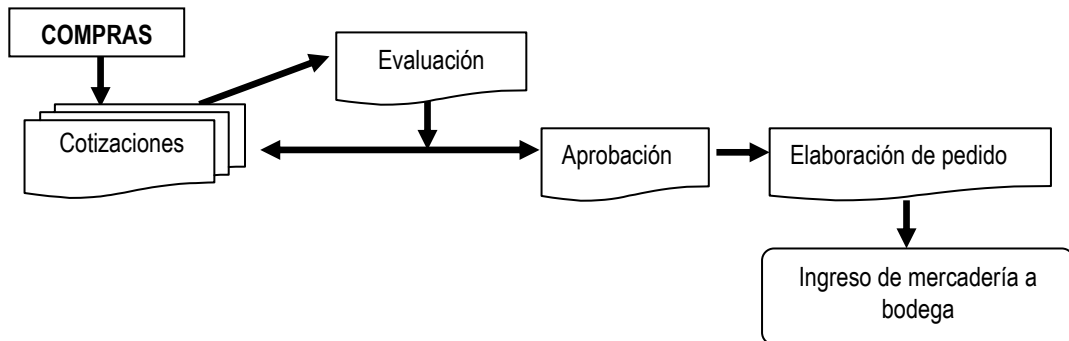 COMPRAS
Evaluación
Cotizaciones
Aprobación
Elaboración de pedido
Ingreso de mercadería a
bodega